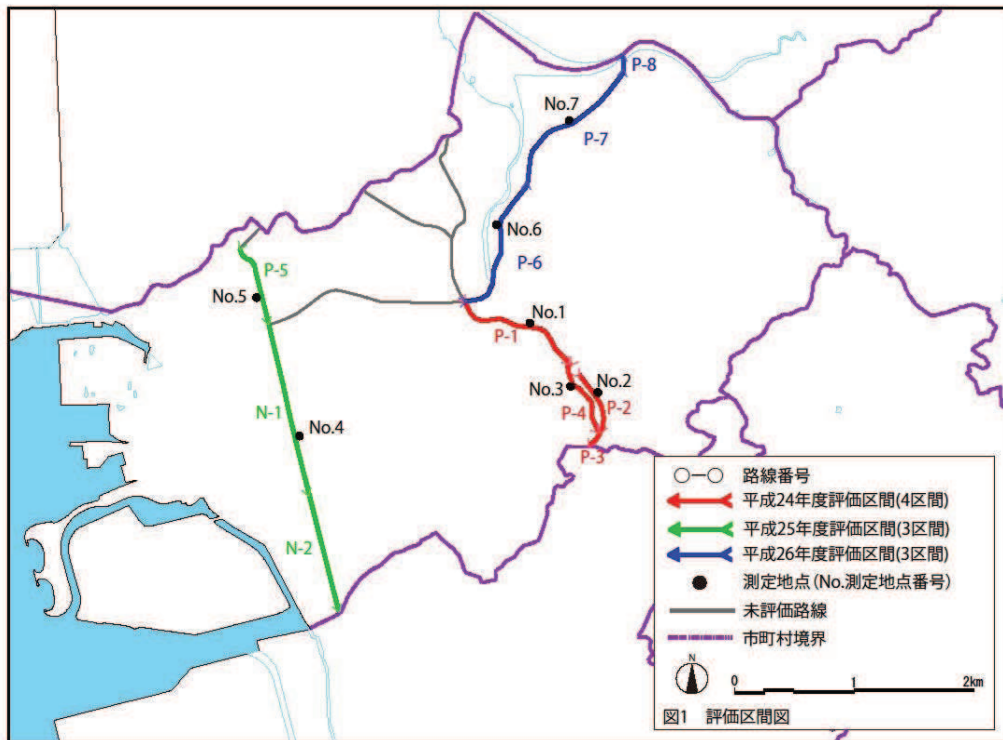 P-8
No.7
P-7
No.6
P-6
P-5
No.5
No.1
P-1
No.3
No.2
P-4
P-2
N-1
No.4
P-3
N-2
○-○ 路線番号
平成24年度評価区間(4区間)
平成25年度評価区間(3区間)
平成26年度評価区間(3区間)
測定地点(No.測定地点番号)
未評価路線
市町村境界
N
0 1 2km
図1 評価区間図